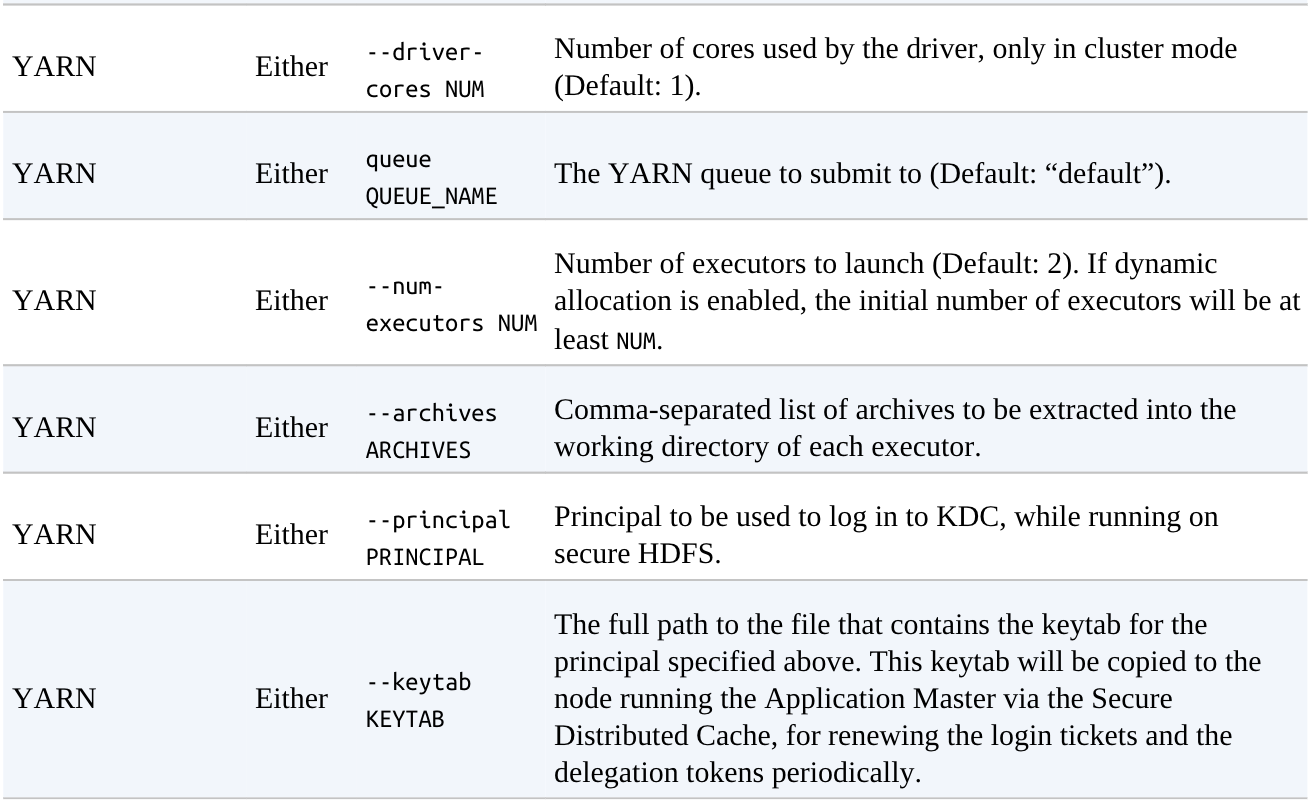 YARN Either --driver-cores NUM Number of cores used by the driver, only in cluster mode
(Default: 1).
YARN Either queue QUEUE_NAME The YARN queue to submit to (Default: “default”).
YARN Either --num-executors NUM Number of executors to launch (Default: 2). If dynamic
allocation is enabled, the initial number of executors will be at
least NUM.
YARN Either --archives ARCHIVES Comma-separated list of archives to be extracted into the
working directory of each executor.
YARN Either --principal PRINCIPAL Principal to be used to log in to KDC, while running on
secure HDFS.
YARN Either --keytab KEYTAB The full path to the file that contains the keytab for the
principal specified above. This keytab will be copied to the
node running the Application Master via the Secure
Distributed Cache, for renewing the login tickets and the
delegation tokens periodically.